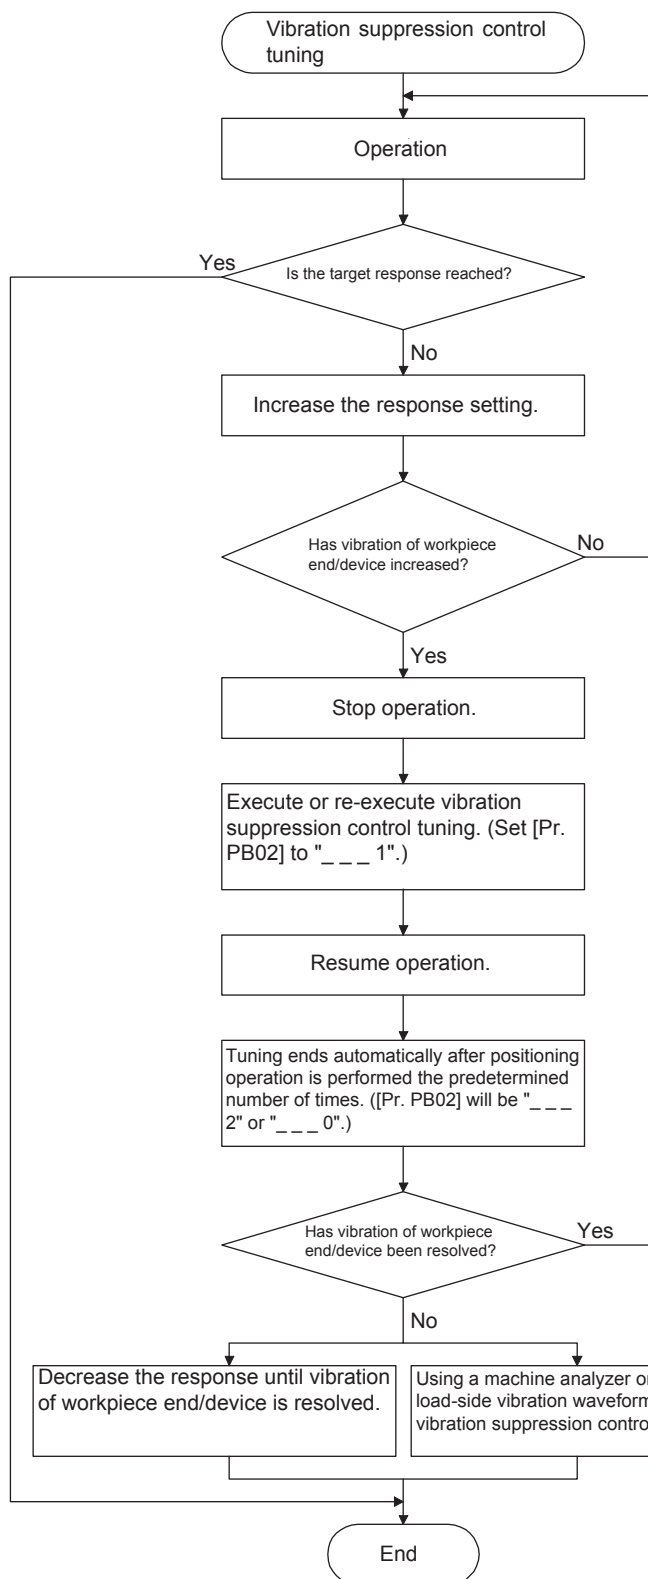 Vibration suppression control
tuning
Operation
Yes
Is the target response reached?
No
Increase the response setting.
Has vibration of workpiece
end/device increased?
No
Yes
Stop operation.
Execute or re-execute vibration
suppression control tuning. (Set [Pr.
PB02] to "_ _ _ 1".)
Resume operation.
Tuning ends automatically after positioning
operation is performed the predetermined
number of times. ([Pr. PB02] will be "_ _ _
2" or "_ _ _ 0".)
Has vibration of workpiece
end/device been resolved?
Yes
No
Decrease the response until vibration
of workpiece end/device is resolved.
Using a machine analyzer or
load-side vibration waveform
vibration suppression contro
End